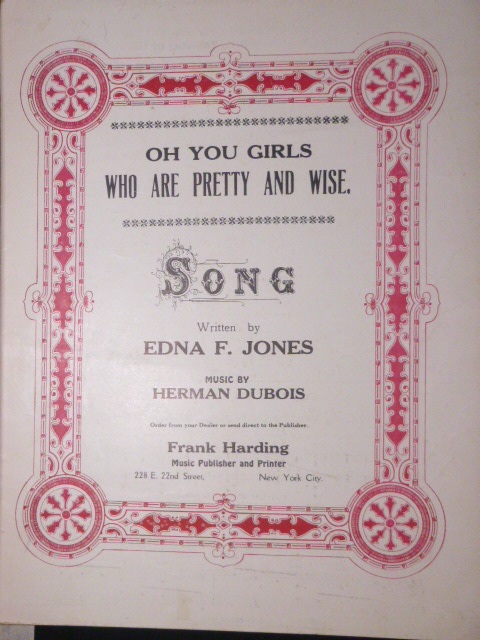 OH YOU GIRLS
WHO ARE PRETTY AND WISE.
SONG
Written by
EDNA F. JONES
MUSIC BY
HERMAN DUBOIS
Order from your Dealer or send direct to the Publisher.
Frank Harding
Music Publisher and Printer
228 E. 22nd Street, New York City.